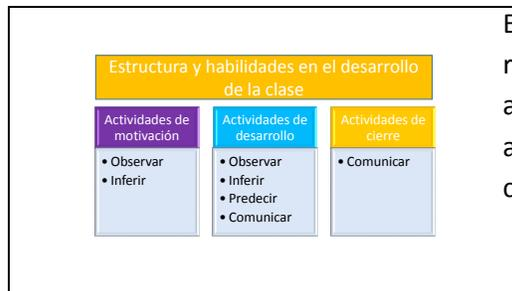 Estructura y habilidades en el desarrollo
de la clase
Actividades de
motivación
• Observar
• Inferir
Actividades de
desarrollo
• Observar
• Inferir
• Predecir
• Comunicar
Actividades de
cierre
• Comunicar